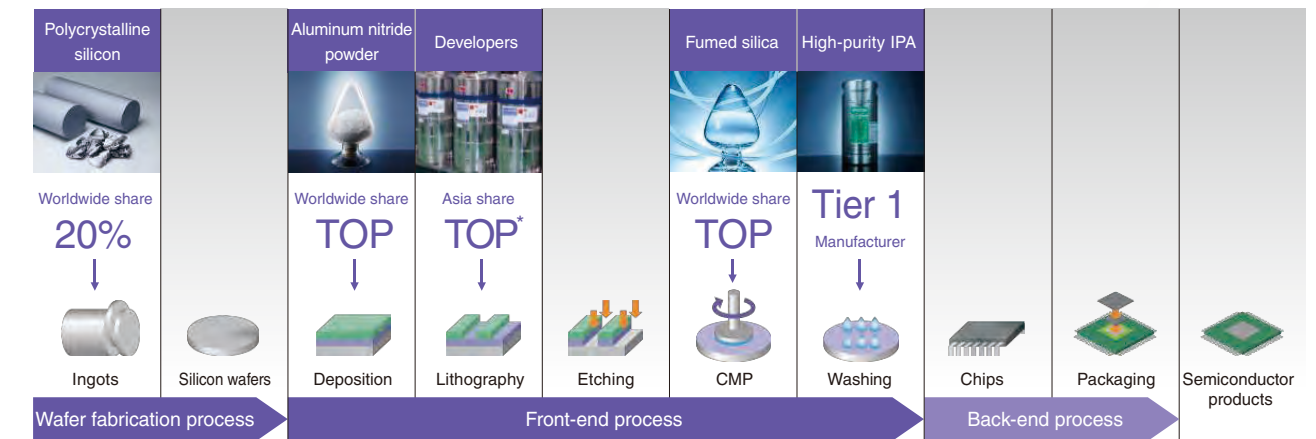 Polycrystalline
silicon
Aluminum nitride
powder
Developers
Fumed silica
High-purity IPA
Worldwide share
20%
Worldwide share
TOP
Asia share
TOP*
Worldwide share
TOP
Tier 1
Manufacturer
Ingots
Silicon wafers
Deposition
Lithography
Etching
CMP
Washing
Chips
Packaging
Semiconductor
products
Wafer fabrication process
Front-end process
Back-end process